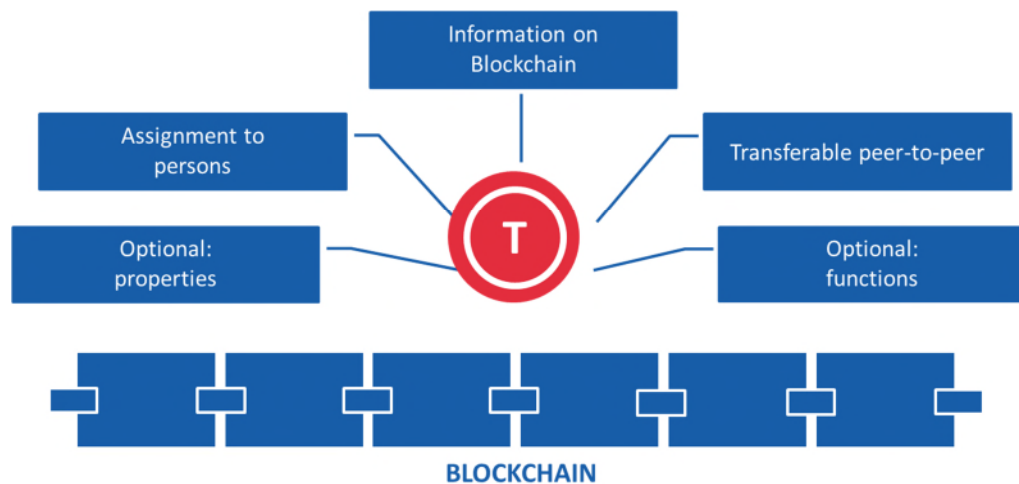 Information on
Blockchain
Assignment to
persons
Transferable peer-to-peer
T
Optional:
properties
Optional:
functions
BLOCKCHAIN